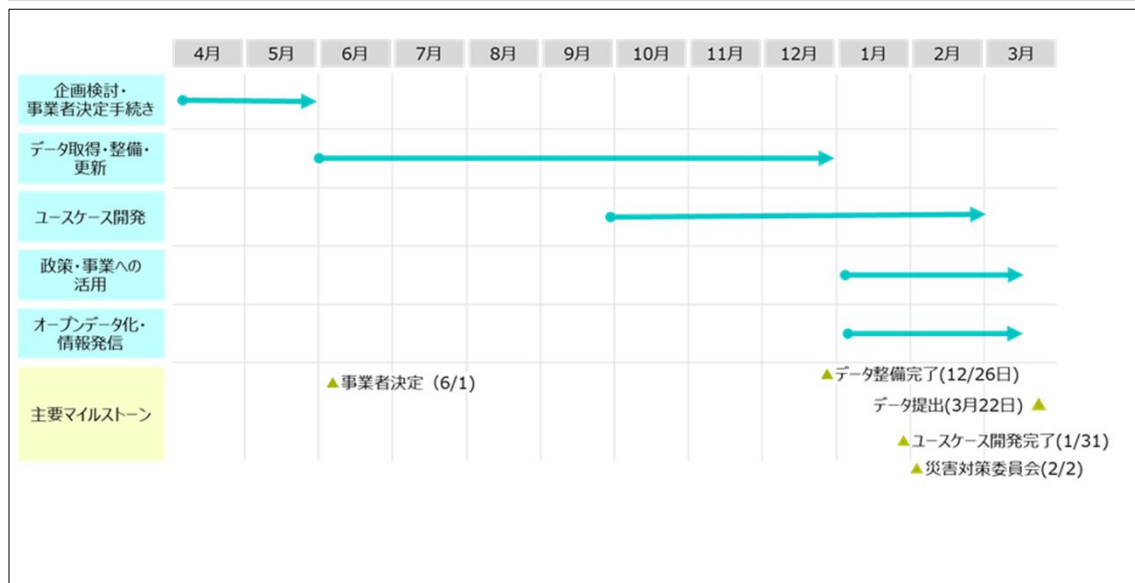 4月 5月 6月 7月 8月 9月 10月 11月 12月 1月 2月 3月
企画検討・
事業者決定手続き
データ取得・整備・
更新
ユースケース開発
政策・事業への
活用
オープンデータ化・
情報発信
主要マイルストーン
▲事業者決定（6/1)
▲データ整備完了(12/26日)
データ提出(3月22日) ▲
▲ユースケース開発完了(1/31)
▲災害対策委員会(2/2)